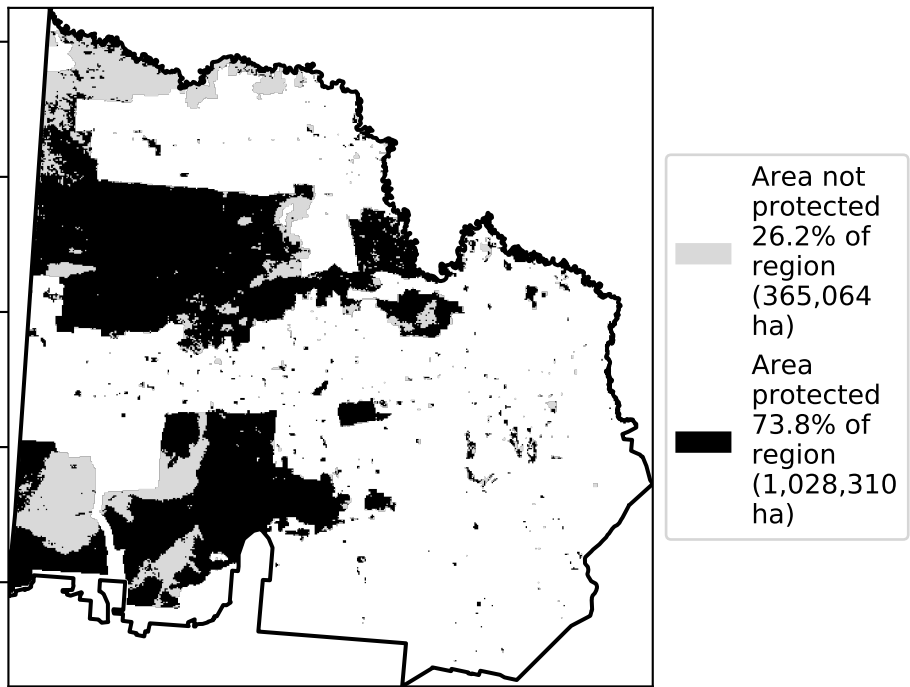 Area not
protected
26.2% of
region
(365,064
ha)
Area
protected
73.8% of
region
(1,028,310
ha)